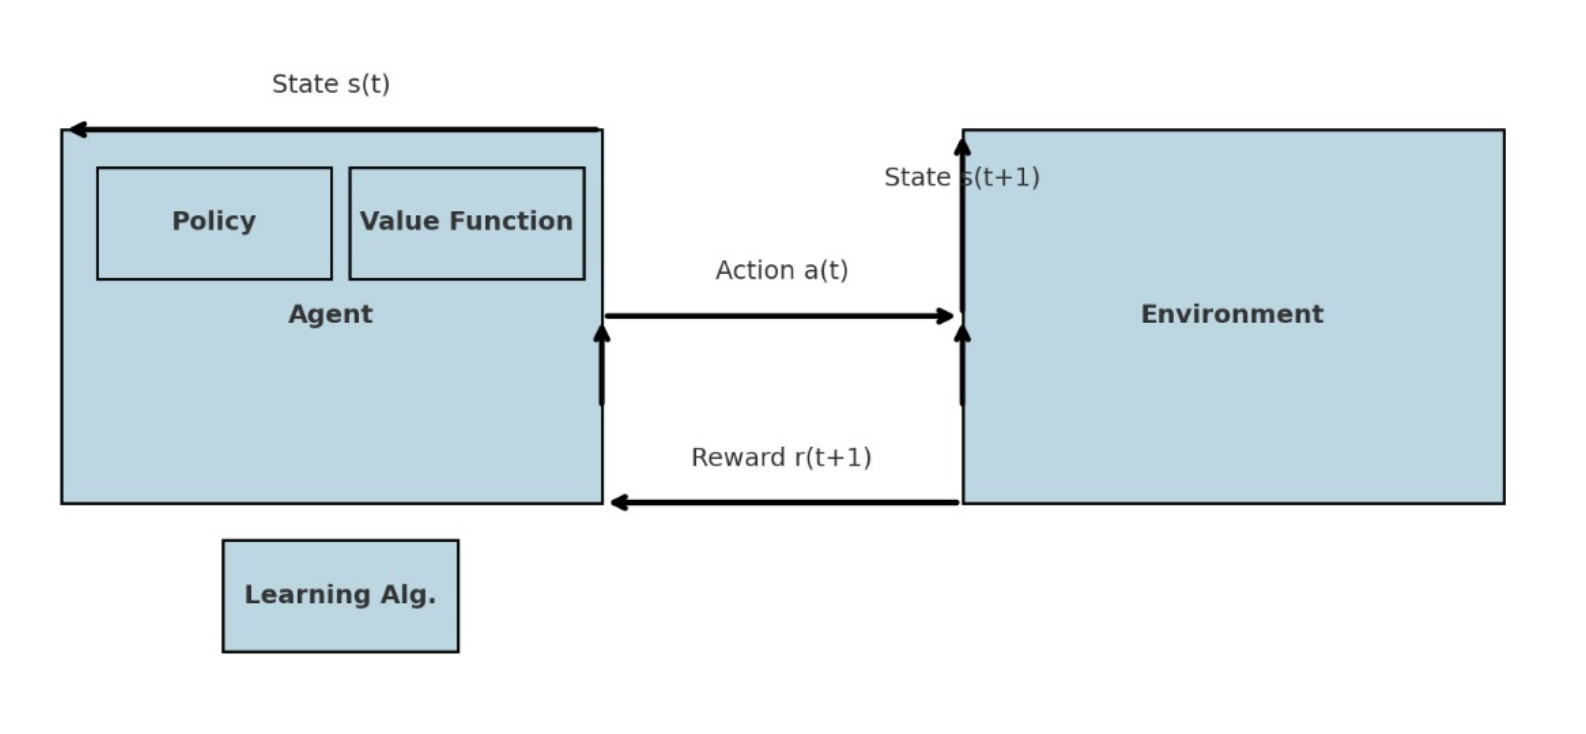 State s(t)
State s(t+1)
Policy
Value Function
Action a(t)
Agent
Environment
Reward r(t+1)
Learning Alg.